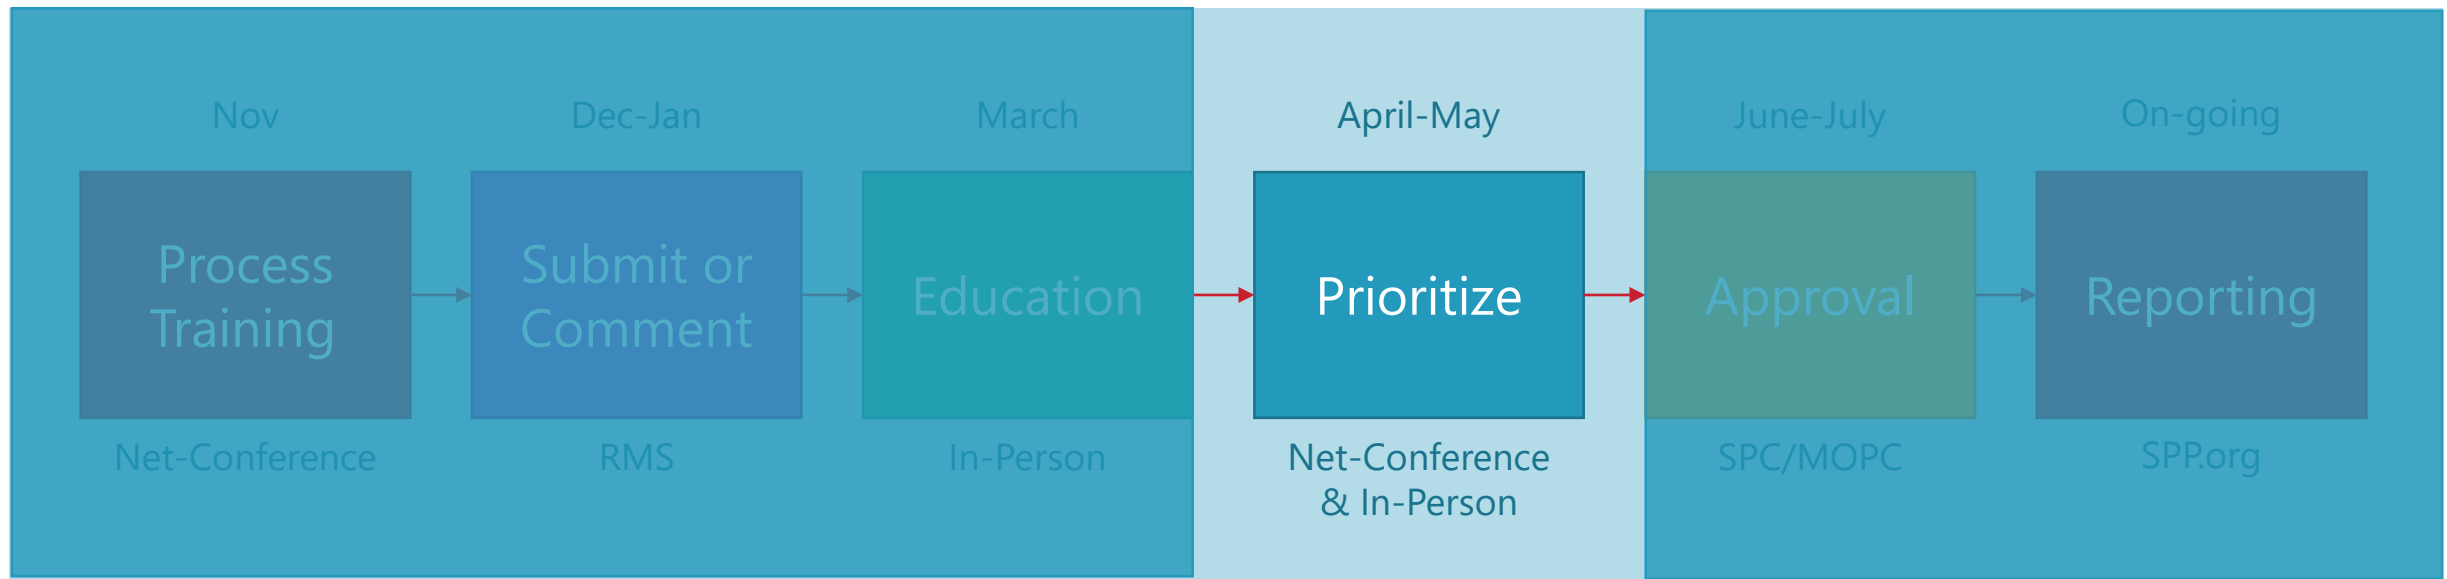 Nov
Dec-Jan
March
April-May
June-July
On-going
Process
Training
Submit or
Comment
Education
Prioritize
Approval
Reporting
Net-Conference
RMS
In-Person
Net-Conference
& In-Person
SPC/MOPC
SPP.org